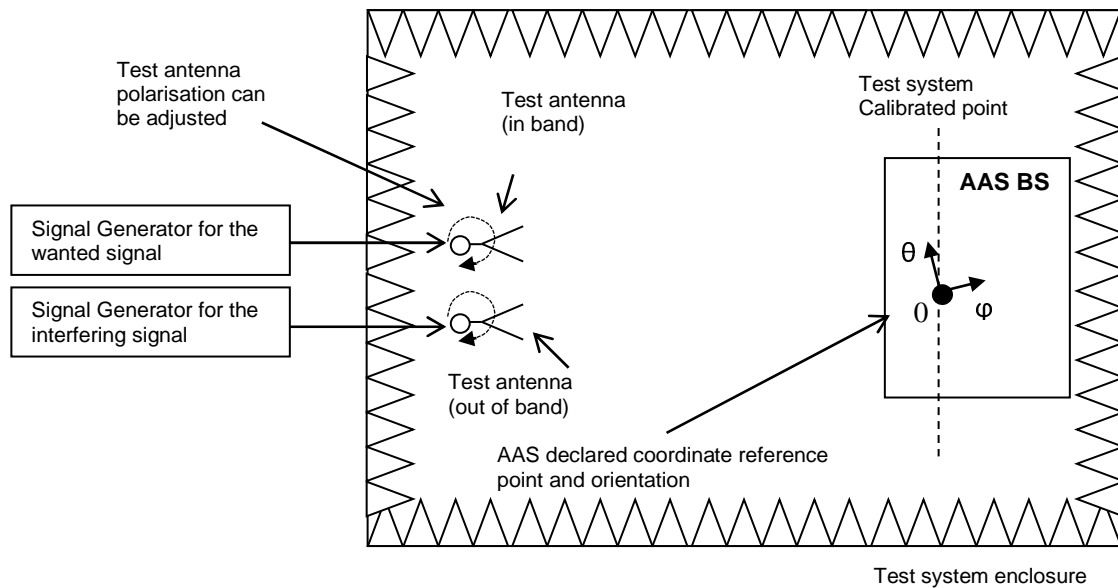 Test antenna
polarisation can
be adjusted
Test antenna
(in band)
Test system
Calibrated point
AAS BS
Signal Generator for the
wanted signal
θ
0
φ
Signal Generator for the
interfering signal
Test antenna
(out of band)
AAS declared coordinate reference
point and orientation
Test system enclosure